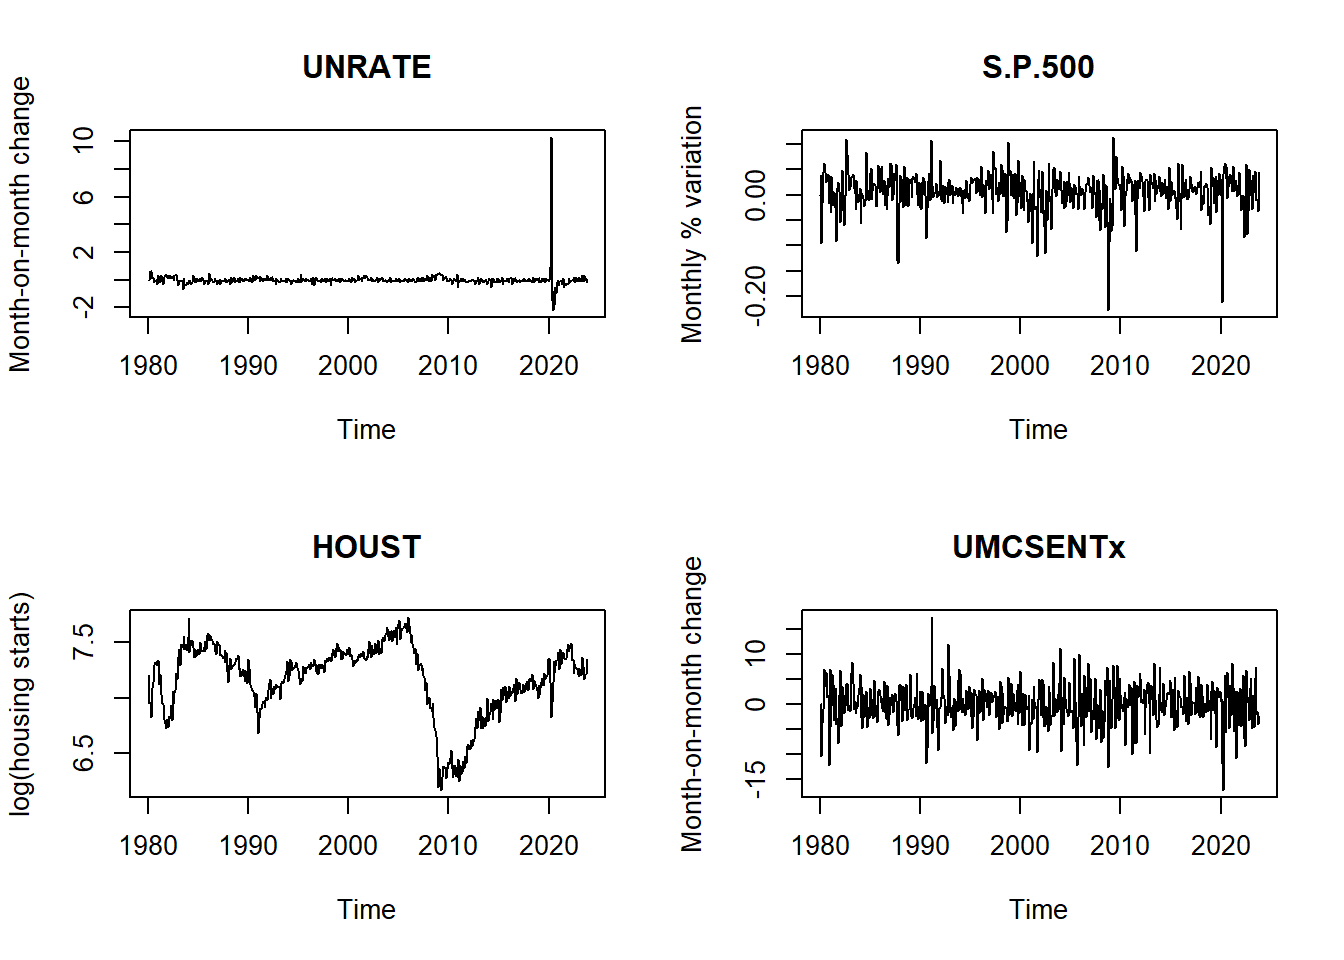 UNRATE
Month-on-month change
10
6
2
-2
1980 1990 2000 2010 2020
Time
S.P.500
Monthly % variation
0.00
-0.20
1980 1990 2000 2010 2020
Time
HOUST
log(housing starts)
7.5
6.5
1980 1990 2000 2010 2020
Time
UMCSENTx
Month-on-month change
10
0
-15
1980 1990 2000 2010 2020
Time